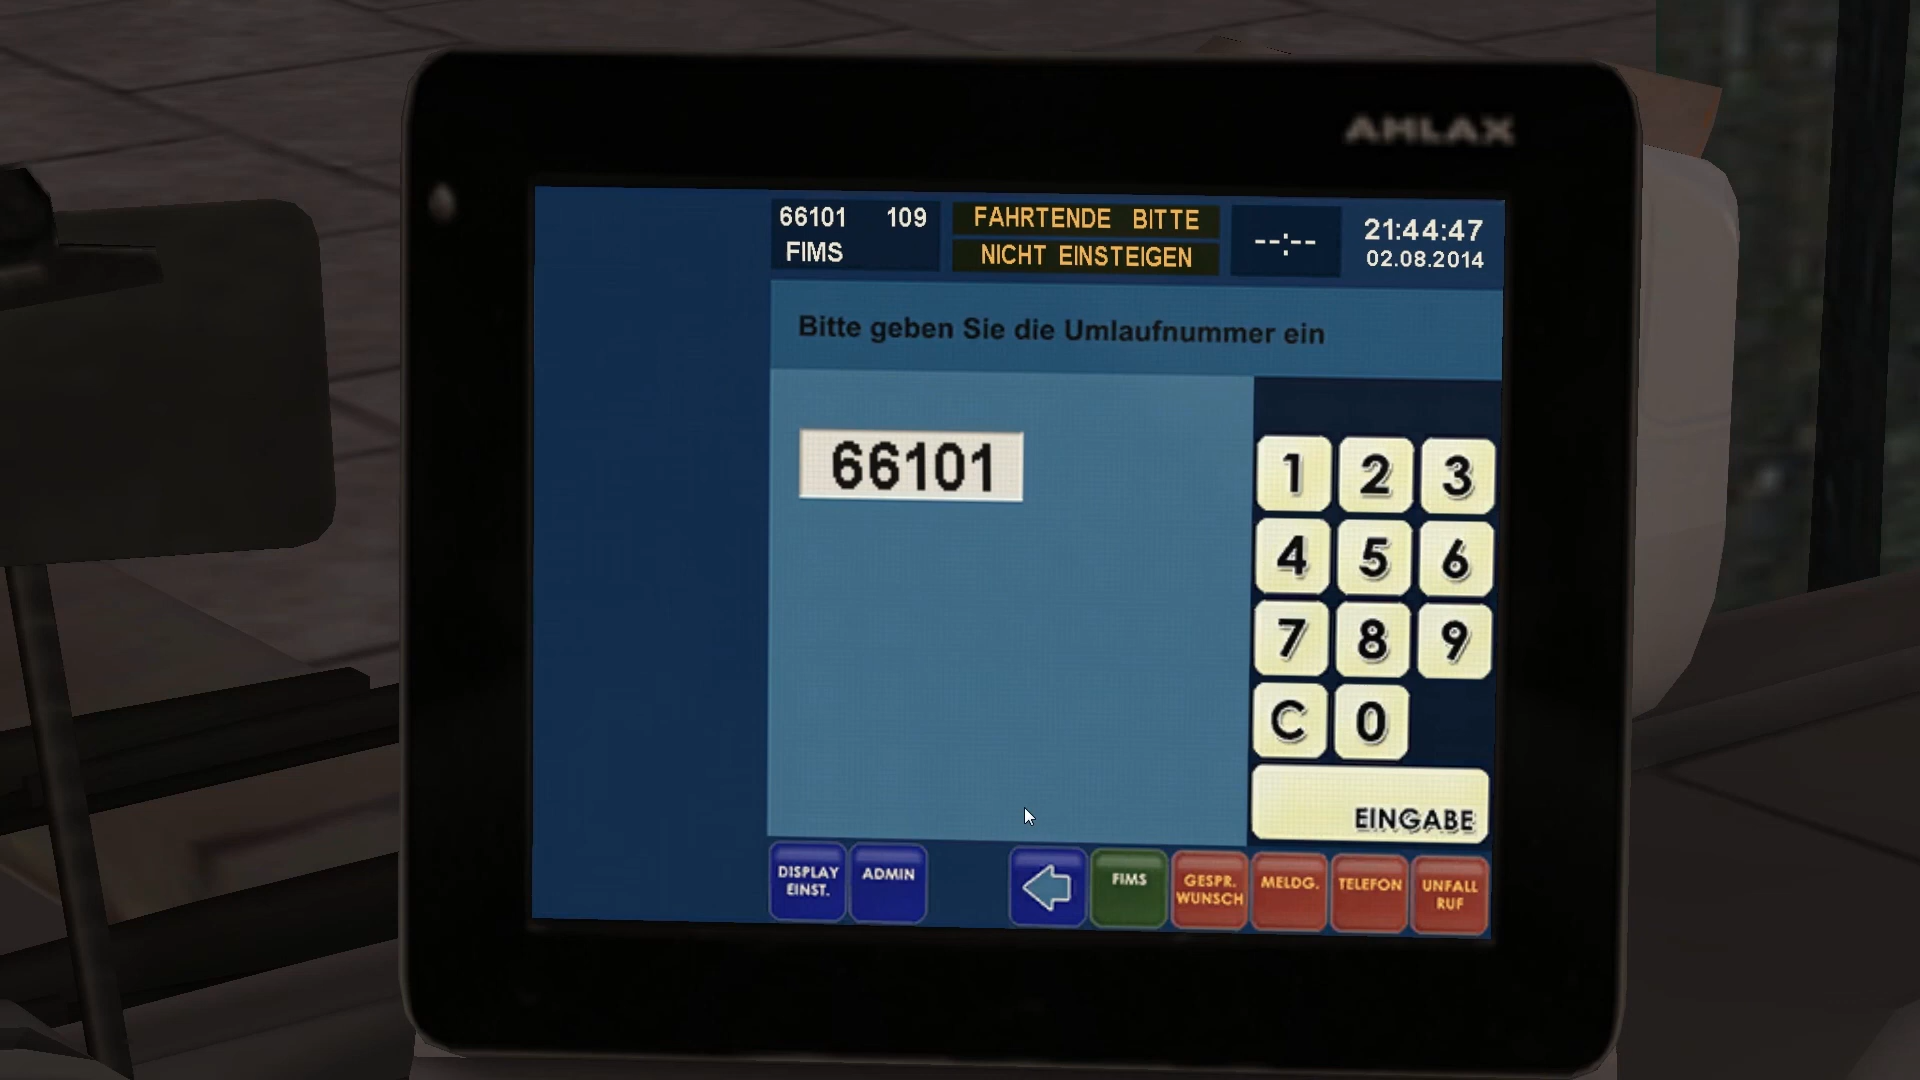 AHLAX
66101 109
FIMS
FAHRTENDE BITTE
NICHT EINSTEIGEN
--:--
21:44:47
02.08.2014
Bitte geben Sie die Umlaufnummer ein
66101
1 2 3
4 5 6
7 8 9
C 0
EINGABE
DISPLAY
EINST.
ADMIN
FIMS
GESPR.
WUNSCH
MELDG.
TELEFON
UNFALL
RUF